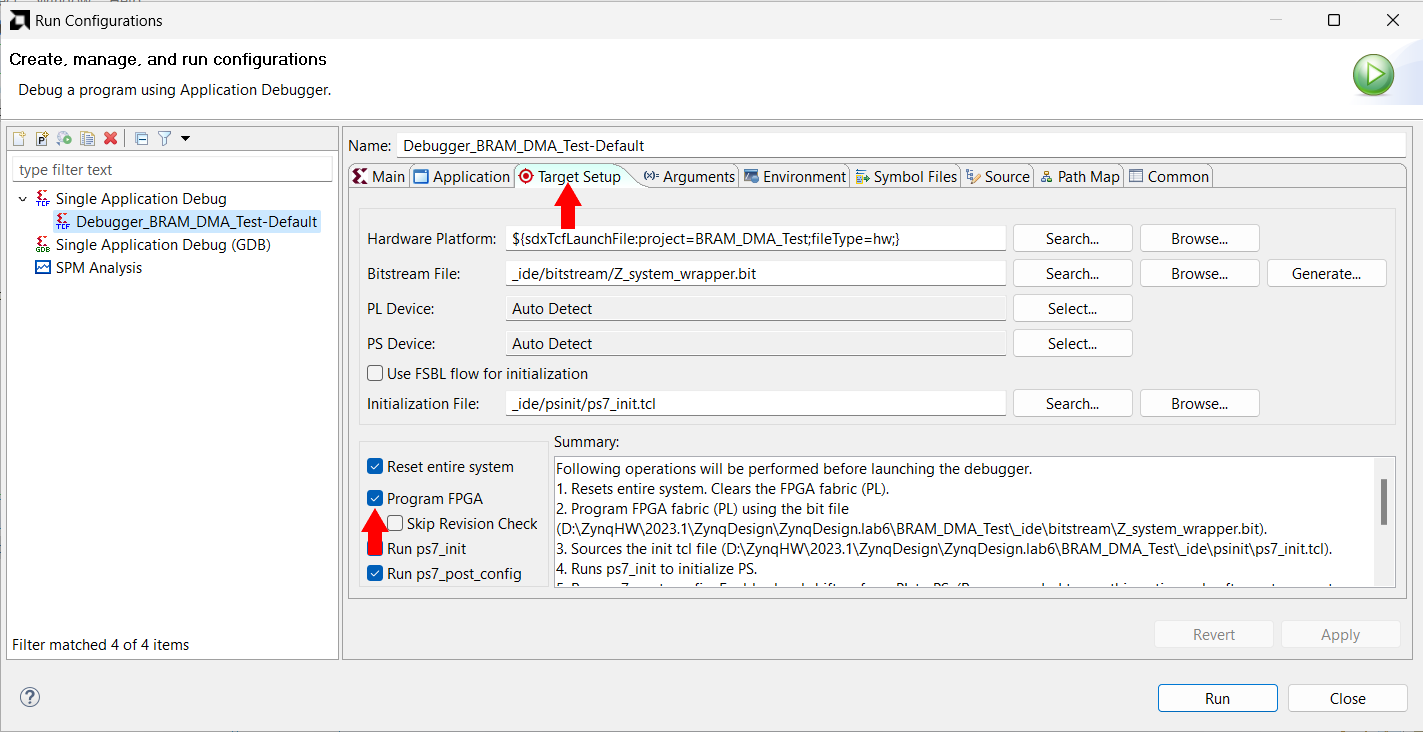 Run Configurations
Create, manage, and run configurations
Debug a program using Application Debugger.
type filter text
Single Application Debug
Debugger_BRAM_DMA_Test-Default
Single Application Debug (GDB)
SPM Analysis
Filter matched 4 of 4 items
Name: Debugger_BRAM_DMA_Test-Default
Main Application Target Setup Arguments Environment Symbol Files Source Path Map Common
Hardware Platform: ${sdxTcfLaunchFile:project=BRAM_DMA_Test;fileType=hw;} Search... Browse...
Bitstream File: _ide/bitstream/Z_system_wrapper.bit Search... Browse... Generate...
PL Device: Auto Detect Select...
PS Device: Auto Detect Select...
Use FSBL flow for initialization
Initialization File: _ide/psinit/ps7_init.tcl Search... Browse...
Reset entire system
Program FPGA
Skip Revision Check
Run ps7_init
Run ps7_post_config
Summary:
Following operations will be performed before launching the debugger.
1. Resets entire system. Clears the FPGA fabric (PL).
2. Program FPGA fabric (PL) using the bit file
(D:\ZynqHW\2023.1\ZynqDesign\ZynqDesign.lab6\BRAM_DMA_Test\_ide\bitstream\Z_system_wrapper.bit).
3. Sources the init tcl file (D:\ZynqHW\2023.1\ZynqDesign\ZynqDesign.lab6\BRAM_DMA_Test\_ide\psinit\ps7_init.tcl).
4. Runs ps7_init to initialize PS.
Revert Apply
Run Close